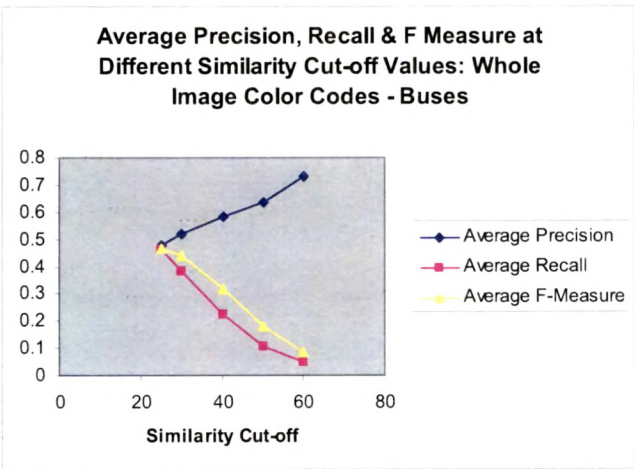 Average Precision, Recall & F Measure at
Different Similarity Cut-off Values: Whole
Image Color Codes - Buses
0.8
0.7
0.6
0.5
0.4
0.3
0.2
0.1
0
0 20 40 60 80
Similarity Cut-off
Average Precision
Average Recall
Average F-Measure